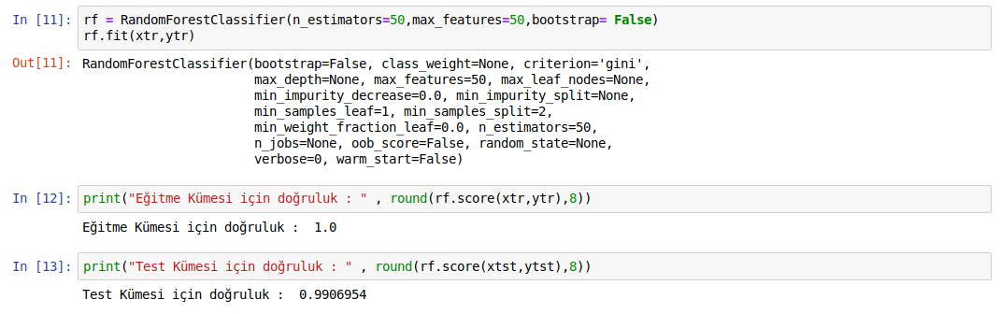 In [11]: rf = RandomForestClassifier(n_estimators=50,max_features=50,bootstrap= False)
rf.fit(xtr,ytr)
Out[11]: RandomForestClassifier(bootstrap=False, class_weight=None, criterion='gini',
max_depth=None, max_features=50, max_leaf_nodes=None,
min_impurity_decrease=0.0, min_impurity_split=None,
min_samples_leaf=1, min_samples_split=2,
min_weight_fraction_leaf=0.0, n_estimators=50,
n_jobs=None, oob_score=False, random_state=None,
verbose=0, warm_start=False)
In [12]: print("Eğitme Kümesi için doğruluk : " , round(rf.score(xtr,ytr),8))
Eğitme Kümesi için doğruluk :  1.0
In [13]: print("Test Kümesi için doğruluk : " , round(rf.score(xtst,ytst),8))
Test Kümesi için doğruluk :  0.9906954